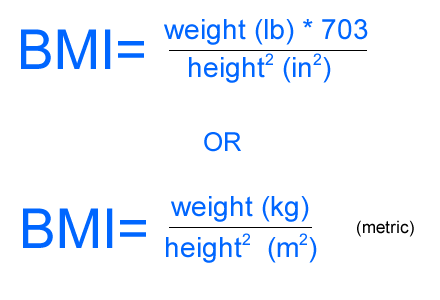 BMI= weight (lb) * 703
height² (in²)
OR
BMI= weight (kg)
height² (m²)
(metric)